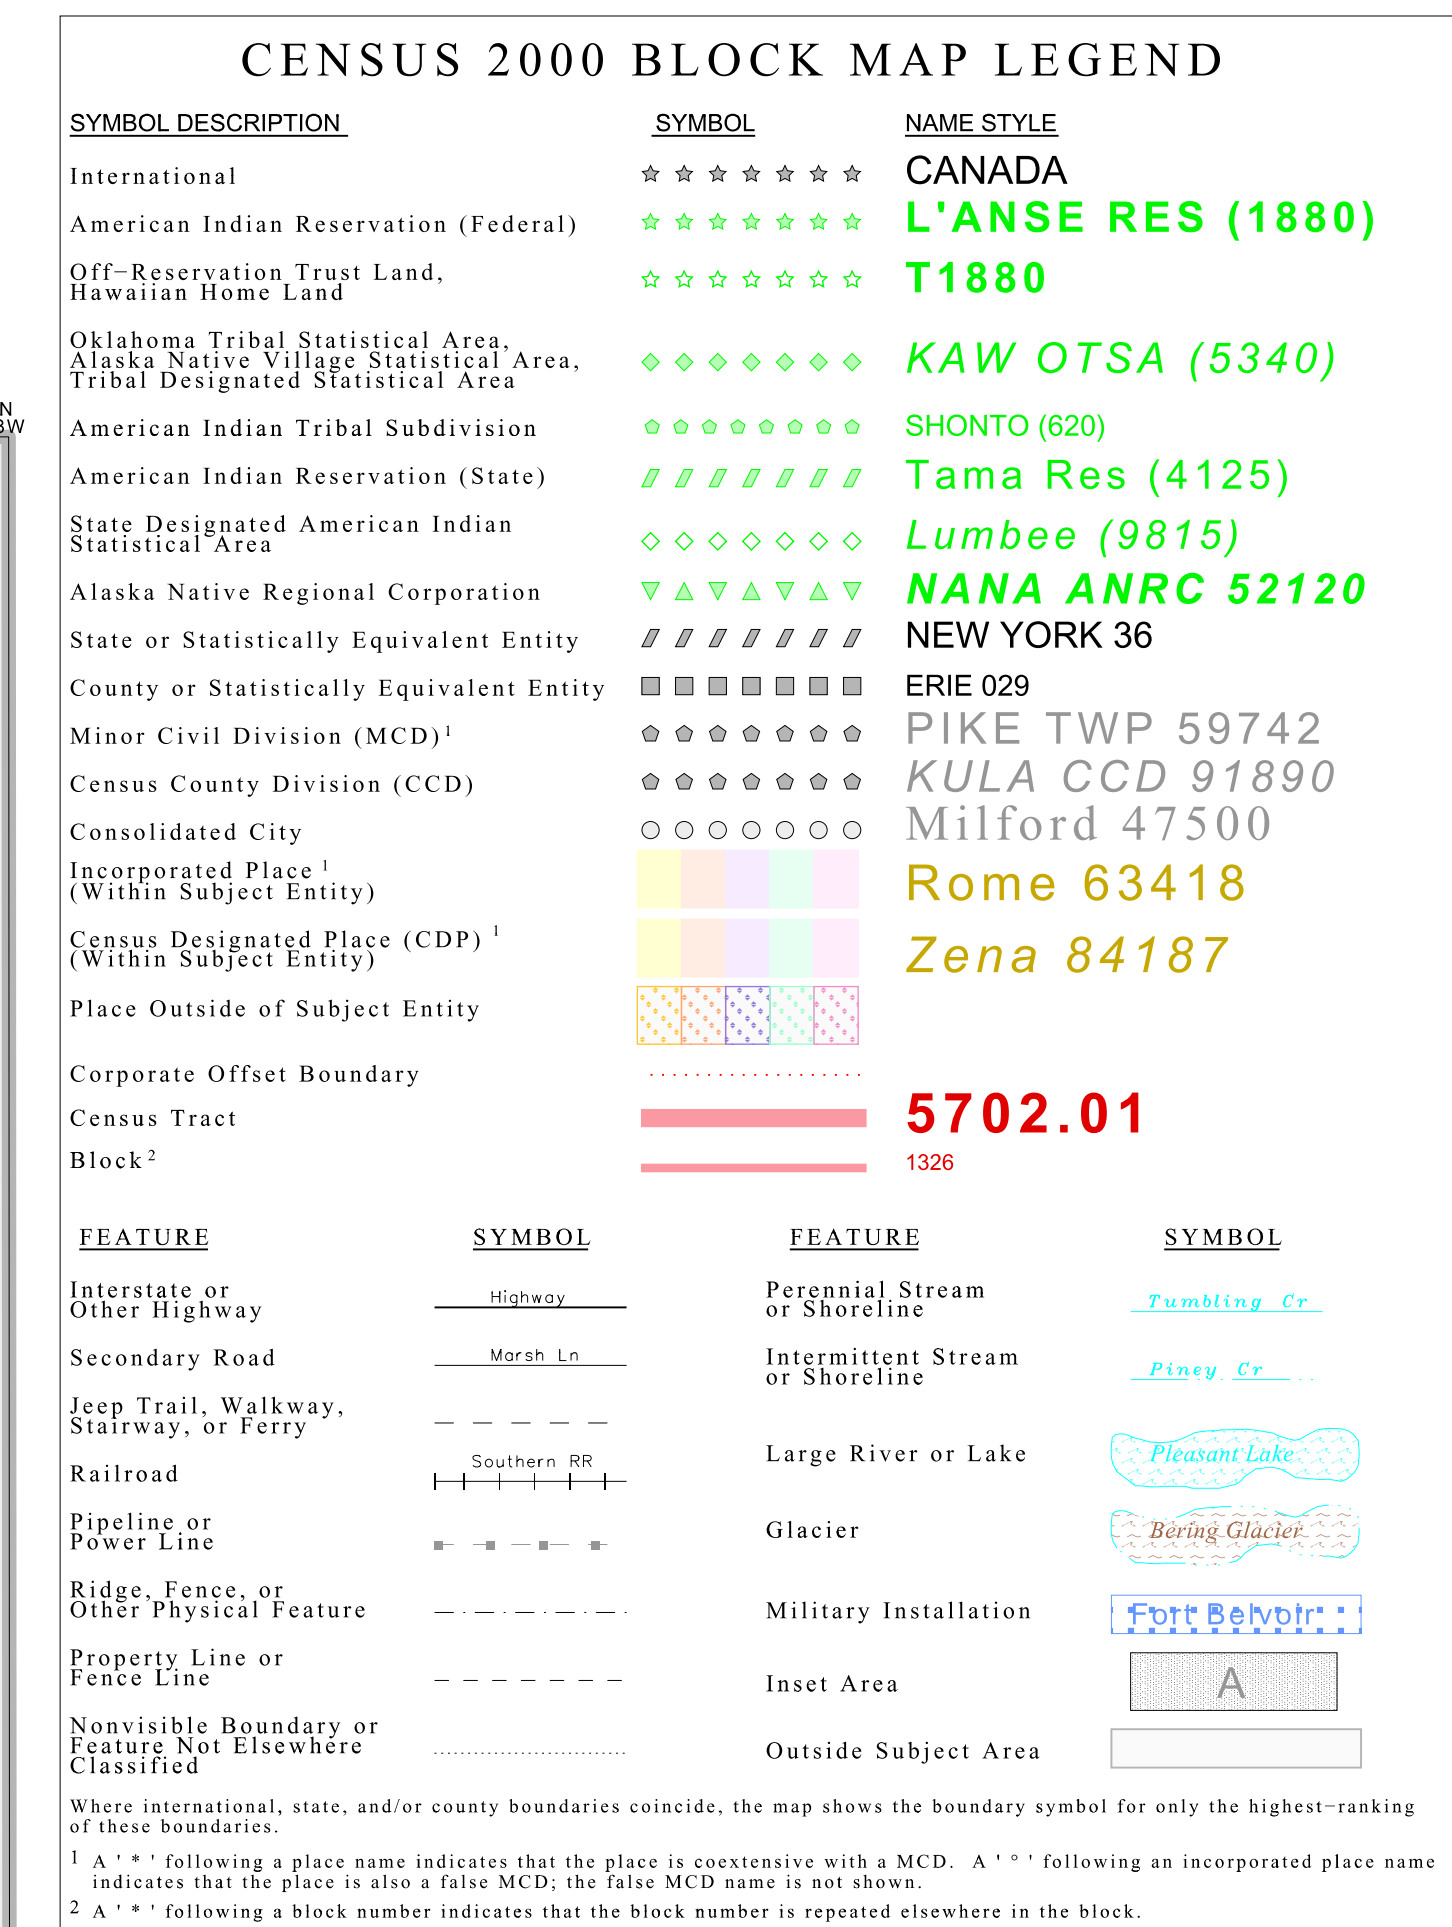 CENSUS 2000 BLOCK MAP LEGEND
SYMBOL DESCRIPTION SYMBOL NAME STYLE
International CANADA
American Indian Reservation (Federal) L'ANSE RES (1880)
Off−Reservation Trust Land,
Hawaiian Home Land T1880
Oklahoma Tribal Statistical Area,
Alaska Native Village Statistical Area,
Tribal Designated Statistical Area KAW OTSA (5340)
N
3W
American Indian Tribal Subdivision SHONTO (620)
American Indian Reservation (State) Tama Res (4125)
State Designated American Indian
Statistical Area Lumbee (9815)
Alaska Native Regional Corporation NANA ANRC 52120
State or Statistically Equivalent Entity NEW YORK 36
County or Statistically Equivalent Entity ERIE 029
Minor Civil Division (MCD) 1 PIKE TWP 59742
Census County Division (CCD) KULA CCD 91890
Consolidated City Milford 47500
Incorporated Place 1
(Within Subject Entity) Rome 63418
Census Designated Place (CDP) 1
(Within Subject Entity) Zena 84187
Place Outside of Subject Entity
Corporate Offset Boundary
Census Tract 5702.01
Block 2 1326
FEATURE SYMBOL FEATURE SYMBOL
Interstate or
Other Highway Highway
Perennial Stream
or Shoreline Tumbling Cr
Secondary Road Marsh Ln
Intermittent Stream
or Shoreline Piney Cr
Jeep Trail, Walkway,
Stairway, or Ferry
Large River or Lake Pleasant Lake
Railroad Southern RR
Pipeline or
Power Line
Glacier Bering Glacier
Ridge, Fence, or
Other Physical Feature
Military Installation Fort Belvoir
Property Line or
Fence Line
Inset Area A
Nonvisible Boundary or
Feature Not Elsewhere
Classified
Outside Subject Area
Where international, state, and/or county boundaries coincide, the map shows the boundary symbol for only the highest−ranking
of these boundaries.
1 A ' * ' following a place name indicates that the place is coextensive with a MCD. A ' ° ' following an incorporated place name
indicates that the place is also a false MCD; the false MCD name is not shown.
2 A ' * ' following a block number indicates that the block number is repeated elsewhere in the block.